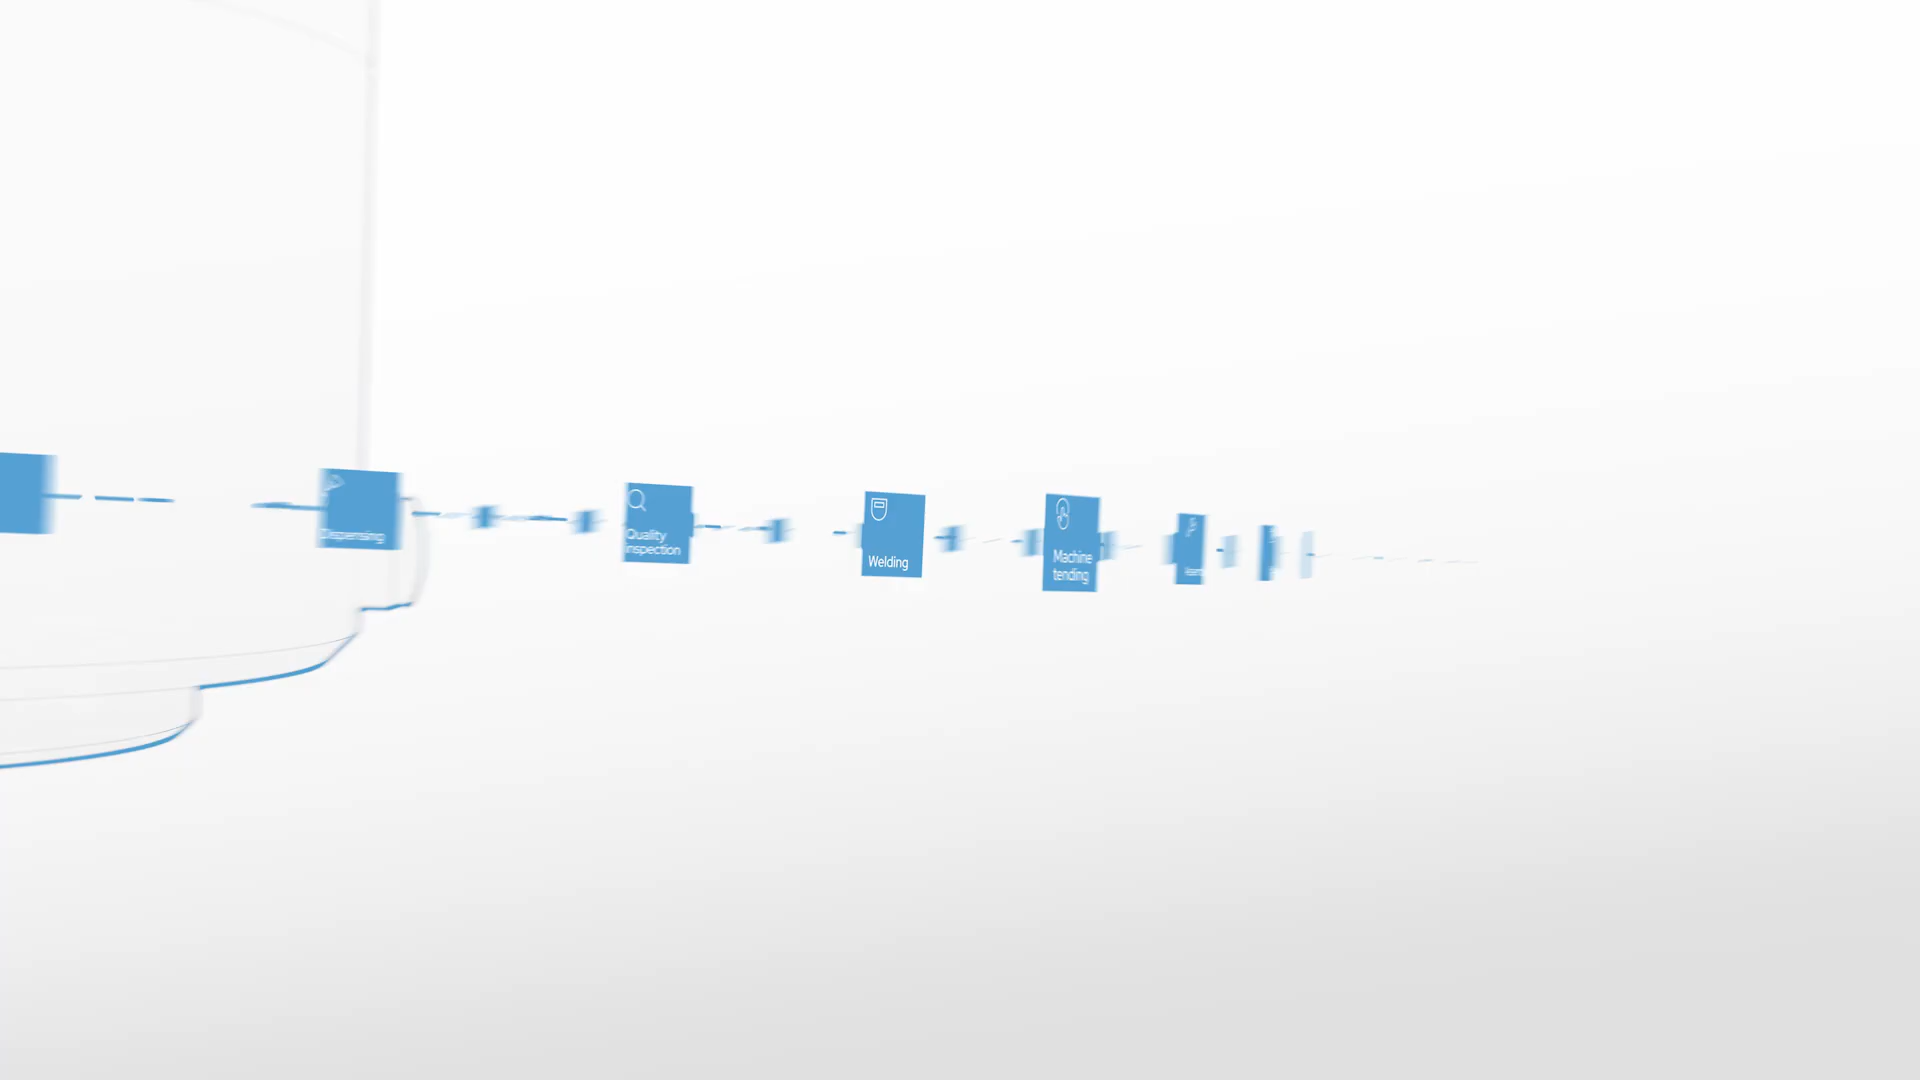 Dispensing
Quality
inspection
Welding
Machine
tending